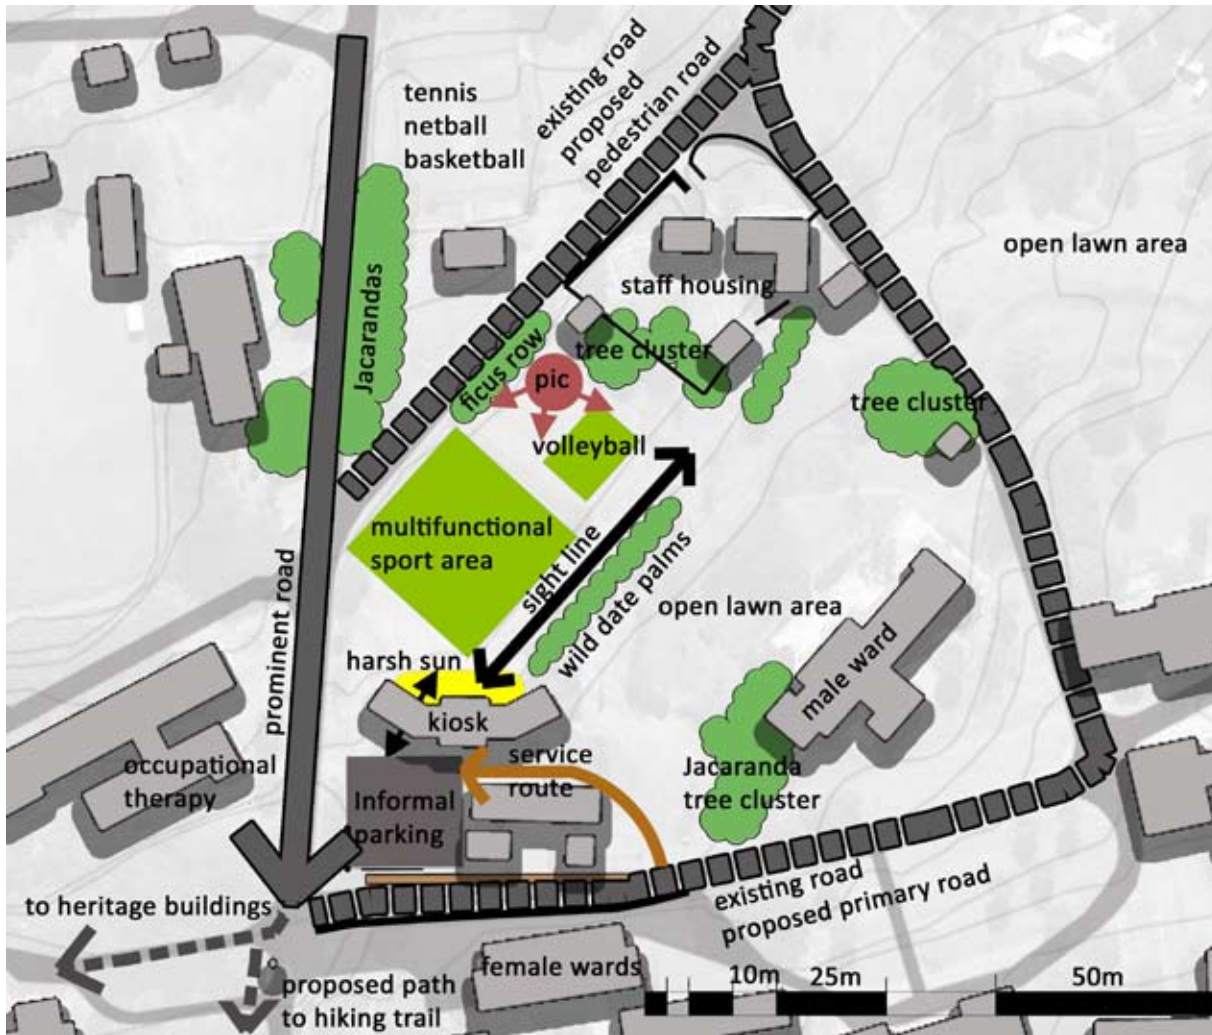 tennis
netball
basketball
existing road
proposed
pedestrian road
open lawn area
staff housing
Jacarandas
ficus row
pic
tree cluster
tree cluster
volleyball
multifunctional
sport area
sight line
wild date palms
open lawn area
prominent road
harsh sun
kiosk
male ward
occupational
therapy
service
route
Informal
parking
Jacaranda
tree cluster
existing road
proposed primary road
to heritage buildings
female wards
proposed path
to hiking trail
10m 25m 50m